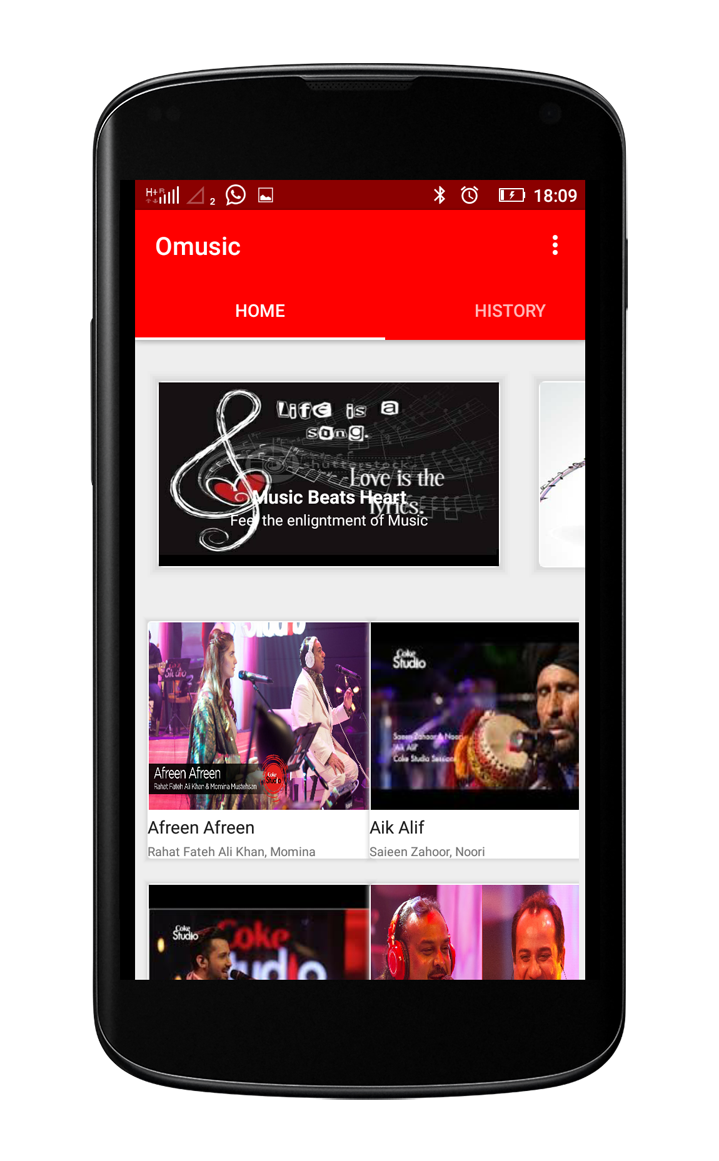 H+ R
2
18:09
Omusic
HOME
HISTORY
Life is a
song.
shutterstock
Love is the
lyrics.
Music Beats Heart
Feel the enligntment of Music
Afreen Afreen
Rahat Fateh Ali Khan & Momina Mustehsan
Coke
Studio
Coke
Studio
Saieen Zahoor & Noori
'Aik Alif'
Coke Studio Sessions
Afreen Afreen
Rahat Fateh Ali Khan, Momina
Aik Alif
Saieen Zahoor, Noori
Coke
Studio
Coke
Studio